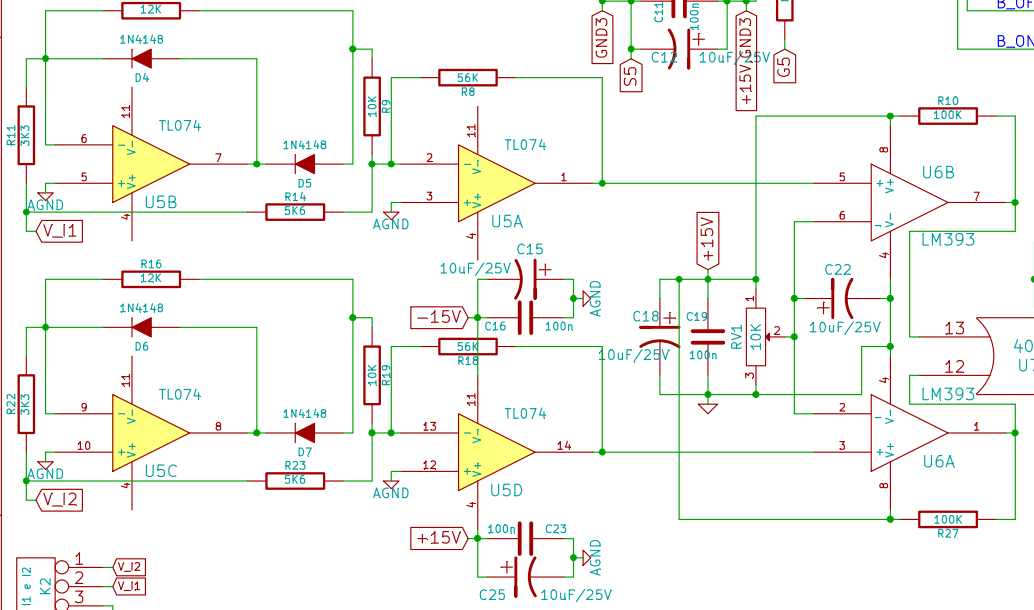 12K
C11
100n
GND3
S5
C12
10uF/25V
+15V/GND3
G5
B_ON
1N4148
D4
R11
3K3
11
TL074
6
V-
7
5
V+
AGND
U5B
4
V_I1
1N4148
D5
R14
5K6
10K
R9
56K
R8
11
TL074
2
V-
1
3
V+
AGND
U5A
4
R10
100K
8
U6B
5
V+
7
6
V-
LM393
4
R16
12K
1N4148
D6
R22
3K3
11
TL074
9
V-
8
10
V+
AGND
U5C
4
V_I2
1N4148
D7
R23
5K6
10K
R19
C15
10uF/25V
AGND
-15V
C16
100n
56K
R18
11
TL074
13
V-
14
12
V+
AGND
U5D
4
+15V
100n
C23
AGND
C25
10uF/25V
+15V
C18
10uF/25V
C19
100n
1
RV1
10K
2
3
C22
10uF/25V
13
12
40
U7
4
LM393
2
V-
1
3
V+
U6A
8
100K
R27
I1 e I2
K2
1
2
3
V_I2
V_I1